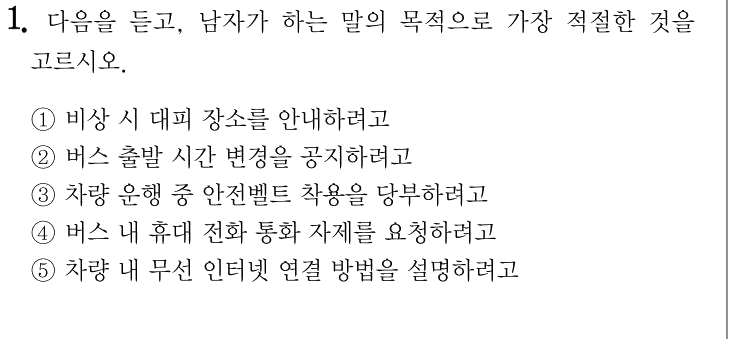 1. 다음을 듣고, 남자가 하는 말의 목적으로 가장 적절한 것을
고르시오.
① 비상 시 대피 장소를 안내하려고
② 버스 출발 시간 변경을 공지하려고
③ 차량 운행 중 안전벨트 착용을 당부하려고
④ 버스 내 휴대 전화 통화 자제를 요청하려고
⑤ 차량 내 무선 인터넷 연결 방법을 설명하려고